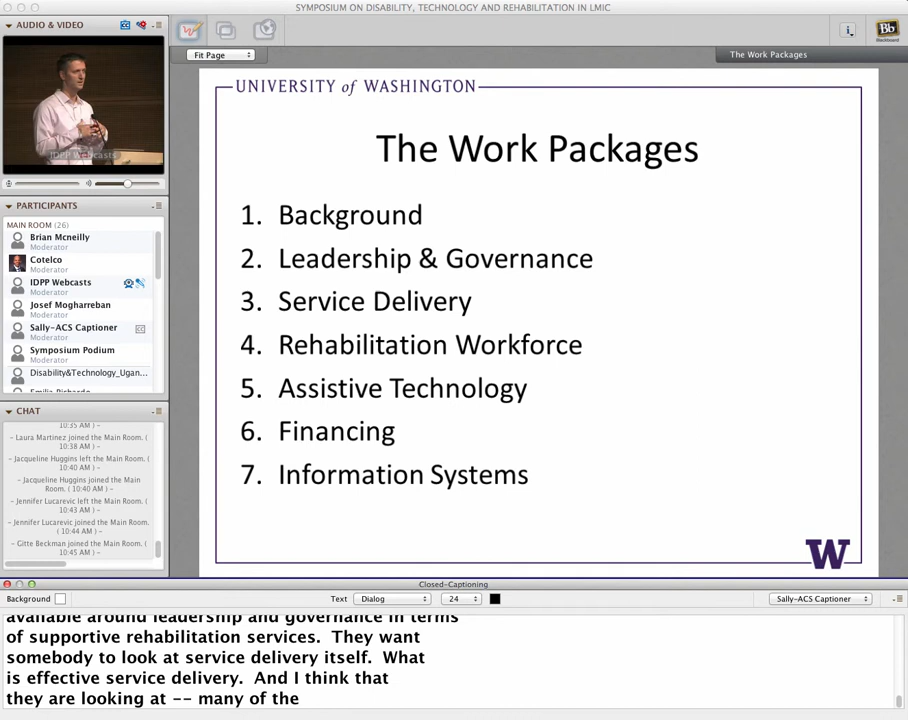 SYMPOSIUM ON DISABILITY, TECHNOLOGY AND REHABILITATION IN LMIC
AUDIO & VIDEO
IDPP Webcasts
PARTICIPANTS
MAIN ROOM (26)
Brian Mcneilly
Moderator
Cotelco
Moderator
IDPP Webcasts
Moderator
Josef Mogharreban
Moderator
Sally-ACS Captioner
Moderator
Symposium Podium
Moderator
Disability&Technology_Ugan...
CHAT
10:35 AM ) ~
~ Laura Martinez joined the Main Room. (
10:38 AM ) ~
~ Jacqueline Huggins left the Main Room. (
10:40 AM ) ~
~ Jacqueline Huggins joined the Main
Room. ( 10:40 AM ) ~
~ Jennifer Lucarevic left the Main Room. (
10:43 AM ) ~
~ Jennifer Lucarevic joined the Main Room.
( 10:44 AM ) ~
~ Gitte Beckman joined the Main Room. (
10:45 AM ) ~
Fit Page
The Work Packages
Bb
Blackboard
UNIVERSITY of WASHINGTON
The Work Packages
1. Background
2. Leadership & Governance
3. Service Delivery
4. Rehabilitation Workforce
5. Assistive Technology
6. Financing
7. Information Systems
W
Closed-Captioning
Background
Text Dialog 24
Sally-ACS Captioner
available around leadership and governance in terms
of supportive rehabilitation services. They want
somebody to look at service delivery itself. What
is effective service delivery. And I think that
they are looking at -- many of the